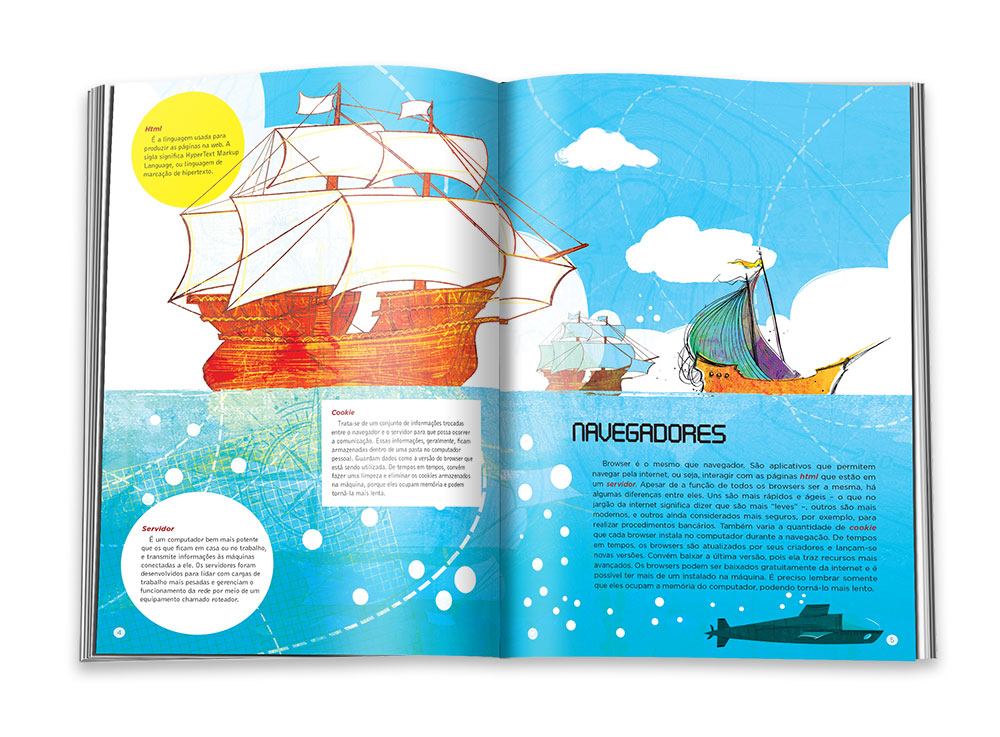 Html
É a linguagem usada para
produzir as páginas na web. A
sigla significa HyperText Markup
Language, ou linguagem de
marcação de hipertexto.
Cookie
Trata-se de um conjunto de informações trocadas
entre o navegador e o servidor para que possa ocorrer
a comunicação. Essas informações, geralmente, ficam
armazenadas dentro de uma pasta no computador
pessoal. Guardam dados como a versão do browser que
está sendo utilizada. De tempos em tempos, convém
fazer uma limpeza e eliminar os cookies armazenados
na máquina, porque eles ocupam memória e podem
torná-la mais lenta.
Servidor
É um computador bem mais potente
que os que ficam em casa ou no trabalho,
e transmite informações às máquinas
conectadas a ele. Os servidores foram
desenvolvidos para lidar com cargas de
trabalho mais pesadas e gerenciam o
funcionamento da rede por meio de um
equipamento chamado roteador.
4
NAVEGADORES
Browser é o mesmo que navegador. São aplicativos que permitem
navegar pela internet, ou seja, interagir com as páginas html que estão em
um servidor. Apesar de a função de todos os browsers ser a mesma, há
algumas diferenças entre eles. Uns são mais rápidos e ágeis – o que no
jargão da internet significa dizer que são mais “leves” –, outros são mais
modernos, e outros ainda considerados mais seguros, por exemplo, para
realizar procedimentos bancários. Também varia a quantidade de cookie
que cada browser instala no computador durante a navegação. De tempos
em tempos, os browsers são atualizados por seus criadores e lançam-se
novas versões. Convém baixar a última versão, pois ela traz recursos mais
avançados. Os browsers podem ser baixados gratuitamente da internet e é
possível ter mais de um instalado na máquina. É preciso lembrar somente
que eles ocupam a memória do computador, podendo torná-lo mais lento.
5